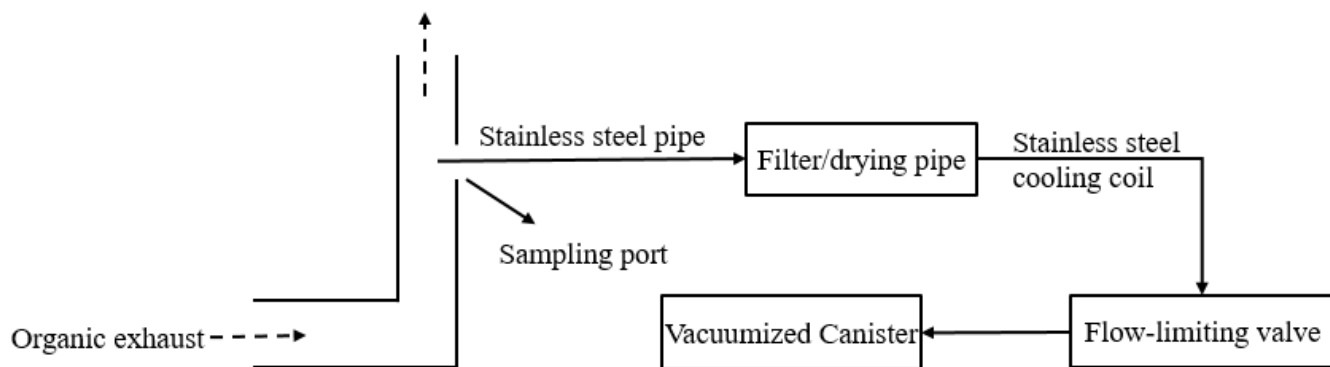 Stainless steel pipe
Filter/drying pipe
Stainless steel
cooling coil
Sampling port
Organic exhaust
Vacuumized Canister
Flow-limiting valve